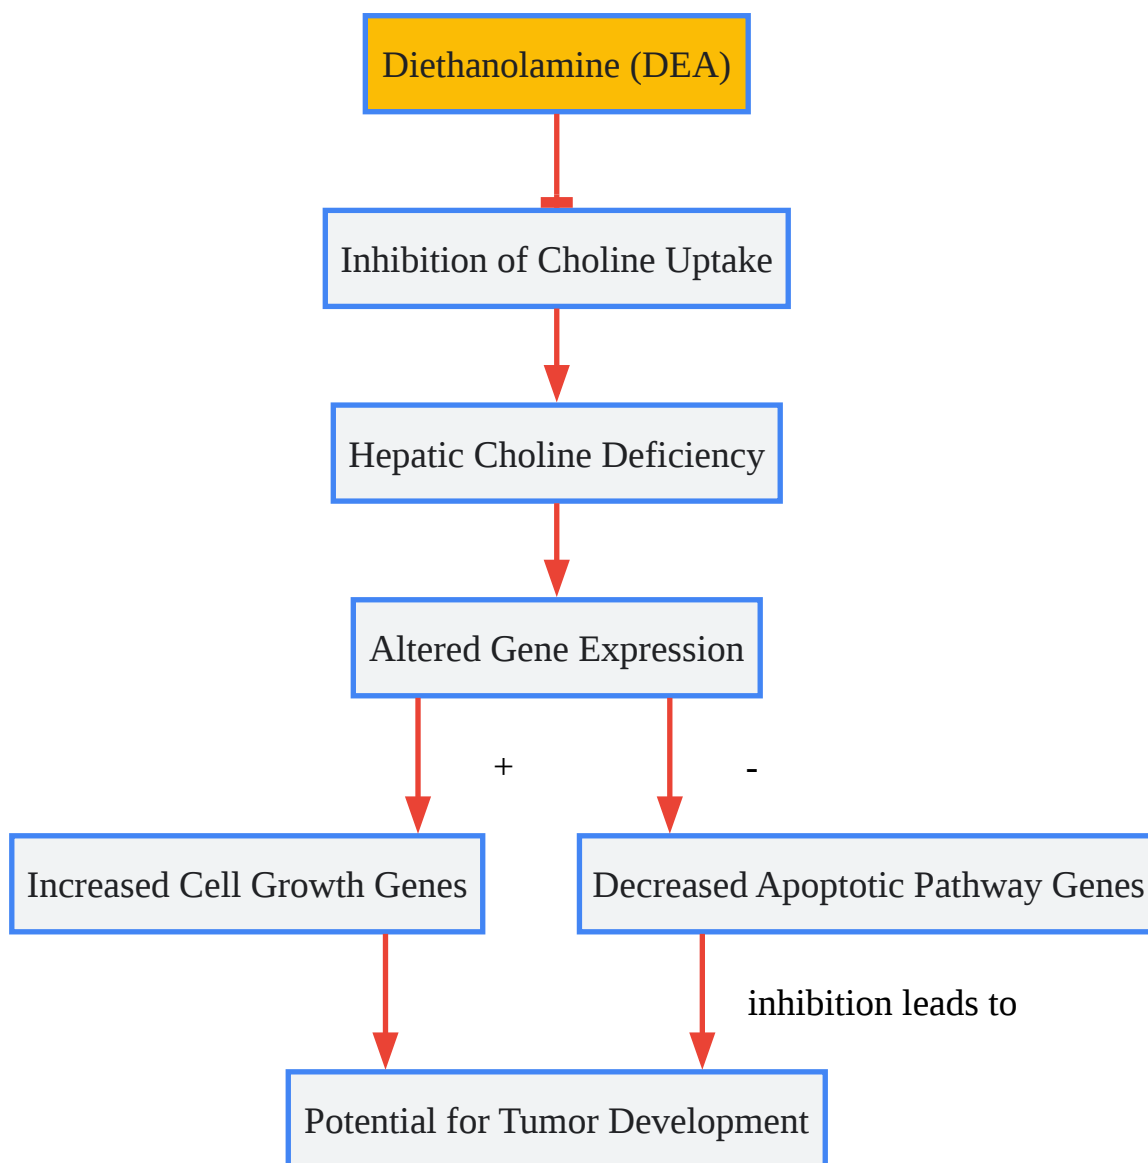 Diethanolamine (DEA)
Inhibition of Choline Uptake
Hepatic Choline Deficiency
Altered Gene Expression
+
-
Increased Cell Growth Genes
Decreased Apoptotic Pathway Genes
inhibition leads to
Potential for Tumor Development